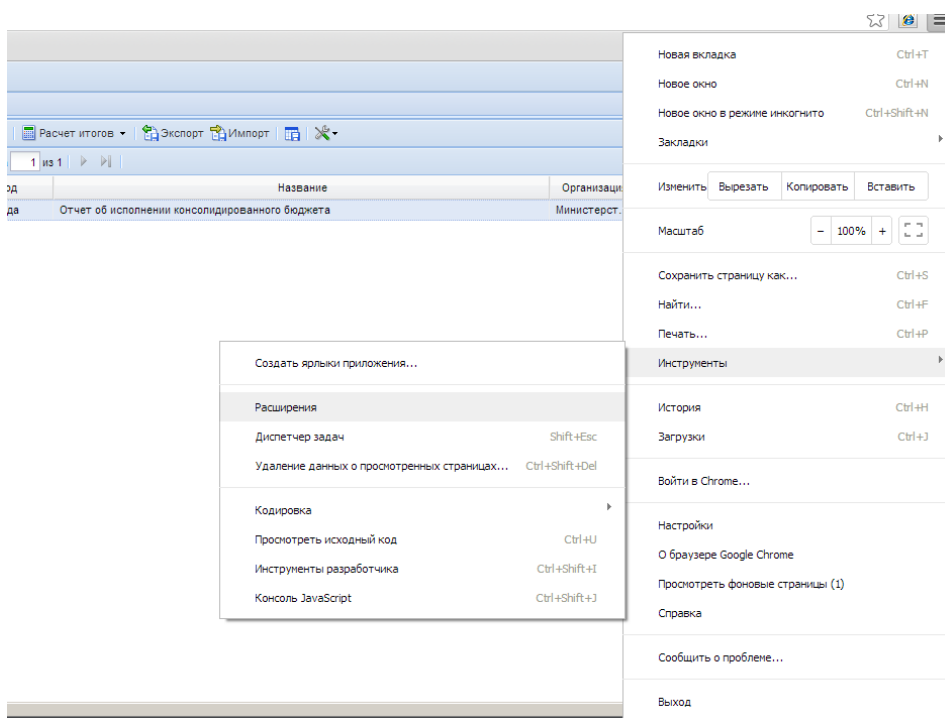 Новая вкладка Ctrl+T
Новое окно Ctrl+N
Новое окно в режиме инкогнито Ctrl+Shift+N
Закладки
Изменить Вырезать Копировать Вставить
Масштаб - 100% +
Сохранить страницу как... Ctrl+S
Найти... Ctrl+F
Печать... Ctrl+P
Инструменты
История Ctrl+H
Загрузки Ctrl+J
Войти в Chrome...
Настройки
О браузере Google Chrome
Просмотреть фоновые страницы (1)
Справка
Сообщить о проблеме...
Выход
Расчет итогов Экспорт Импорт
1 из 1
од Название Организаци
да Отчет об исполнении консолидированного бюджета Министерст.
Создать ярлыки приложения...
Расширения
Диспетчер задач Shift+Esc
Удаление данных о просмотренных страницах... Ctrl+Shift+Del
Кодировка
Просмотреть исходный код Ctrl+U
Инструменты разработчика Ctrl+Shift+I
Консоль JavaScript Ctrl+Shift+J